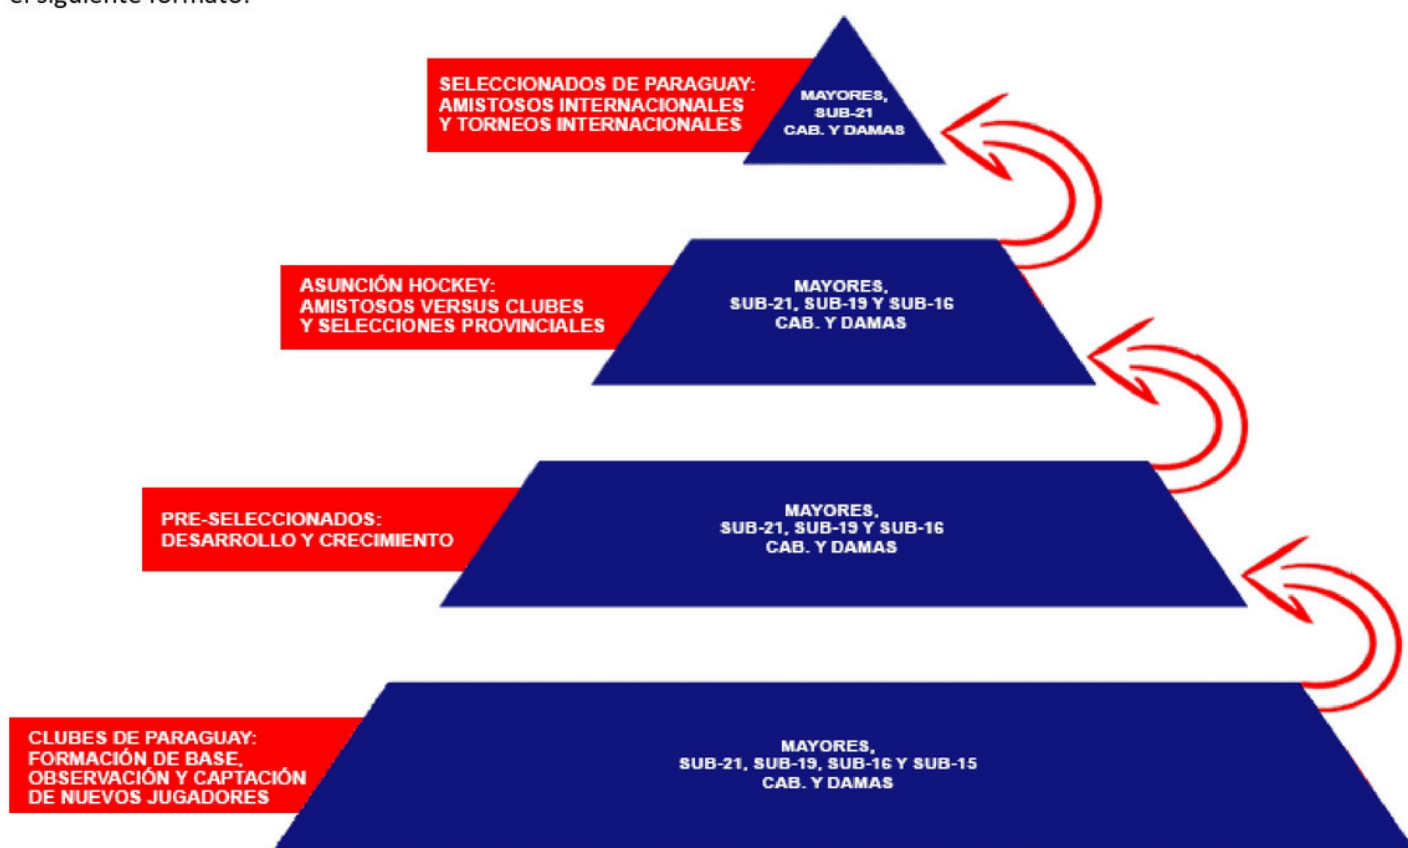 el siguiente formato:
SELECCIONADOS DE PARAGUAY:
AMISTOSOS INTERNACIONALES
Y TORNEOS INTERNACIONALES
MAYORES,
SUB-21
CAB. Y DAMAS
ASUNCIÓN HOCKEY:
AMISTOSOS VERSUS CLUBES
Y SELECCIONES PROVINCIALES
MAYORES,
SUB-21, SUB-19 Y SUB-16
CAB. Y DAMAS
PRE-SELECCIONADOS:
DESARROLLO Y CRECIMIENTO
MAYORES,
SUB-21, SUB-19 Y SUB-16
CAB. Y DAMAS
CLUBES DE PARAGUAY:
FORMACIÓN DE BASE,
OBSERVACIÓN Y CAPTACIÓN
DE NUEVOS JUGADORES
MAYORES,
SUB-21, SUB-19, SUB-16 Y SUB-15
CAB. Y DAMAS